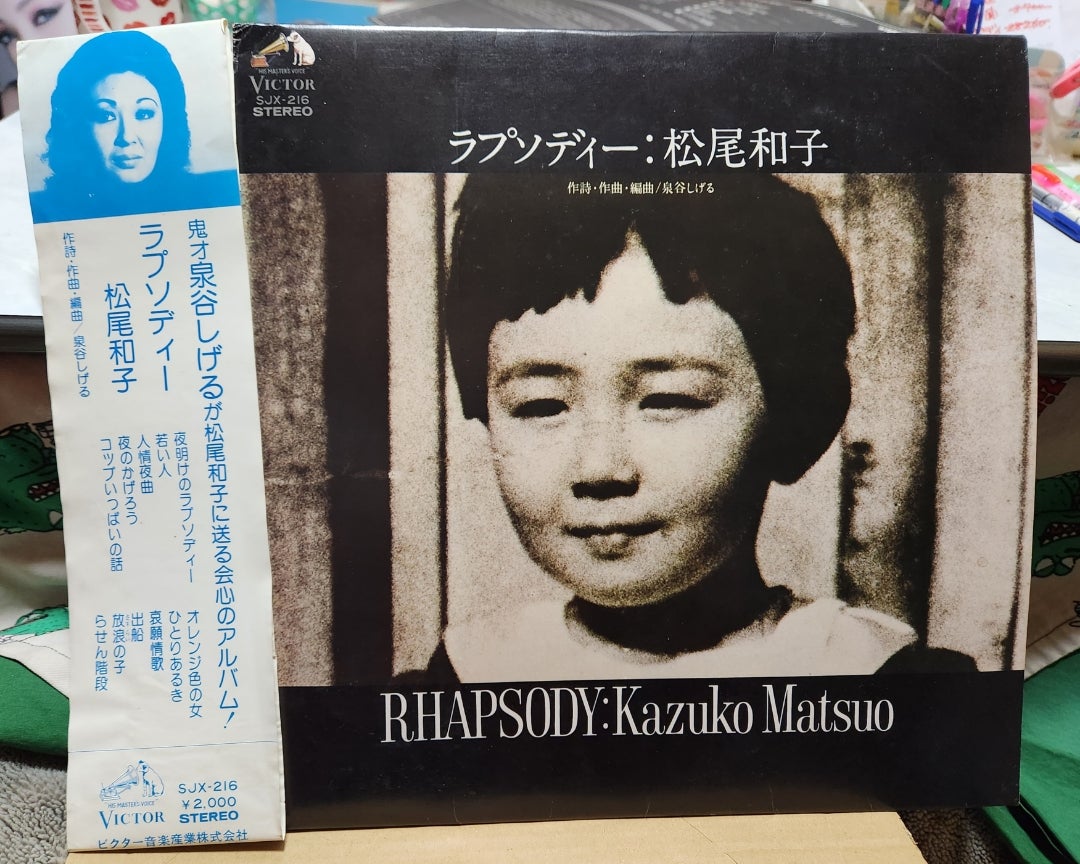 HIS MASTER'S VOICE
VICTOR
SJX-216
STEREO
ラプソディー：松尾和子
作詩・作曲・編曲/泉谷しげる
RHAPSODY:Kazuko Matsuo
鬼才泉谷しげるが松尾和子に送る会心のアルバム！
ラプソディー
松尾和子
作詩・作曲・編曲/泉谷しげる
夜明けのラプソディー
若い人
人情夜曲
夜のかげろう
コップいっぱいの話
オレンジ色の女
ひとりあるき
哀願情歌
出船
放浪の子
らせん階段
HIS MASTER'S VOICE
VICTOR
SJX-216
¥2,000
STEREO
ビクター音楽産業株式会社